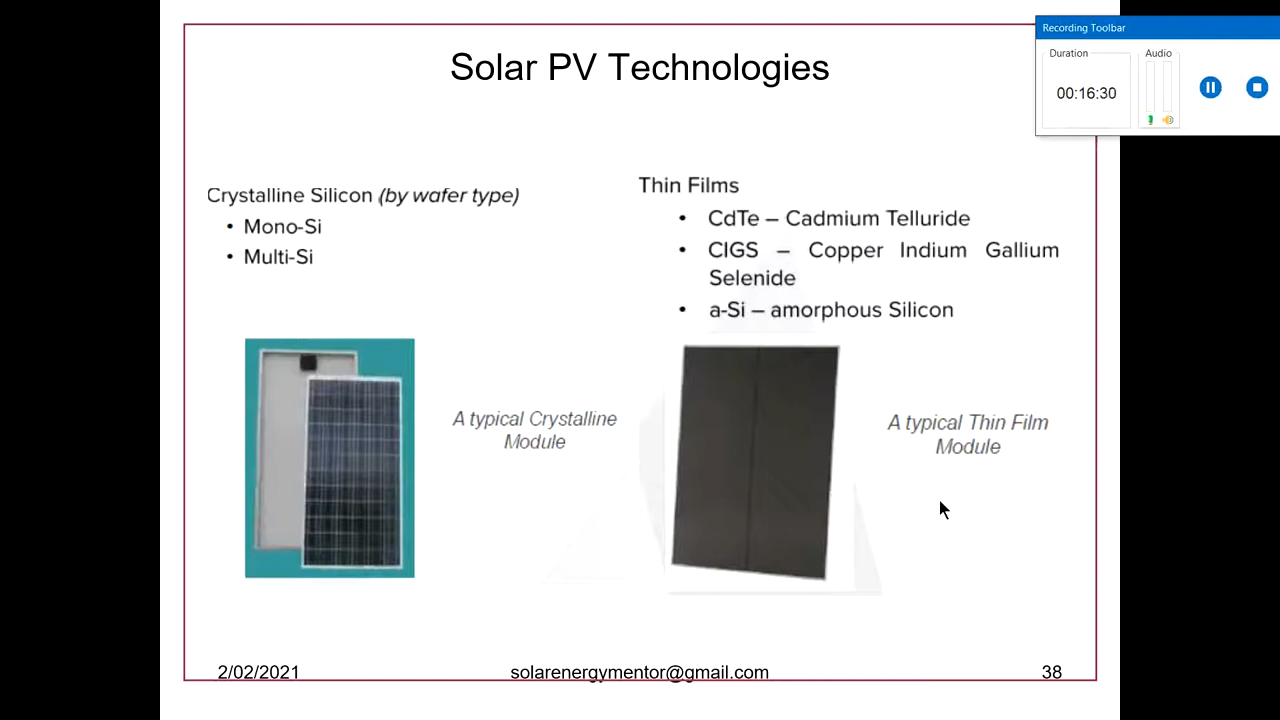 Solar PV Technologies
Recording Toolbar
Duration
Audio
00:16:30
Crystalline Silicon (by wafer type)
• Mono-Si
• Multi-Si
Thin Films
• CdTe – Cadmium Telluride
• CIGS – Copper Indium Gallium
Selenide
• a-Si – amorphous Silicon
A typical Crystalline
Module
A typical Thin Film
Module
2/02/2021
solarenergymentor@gmail.com
38